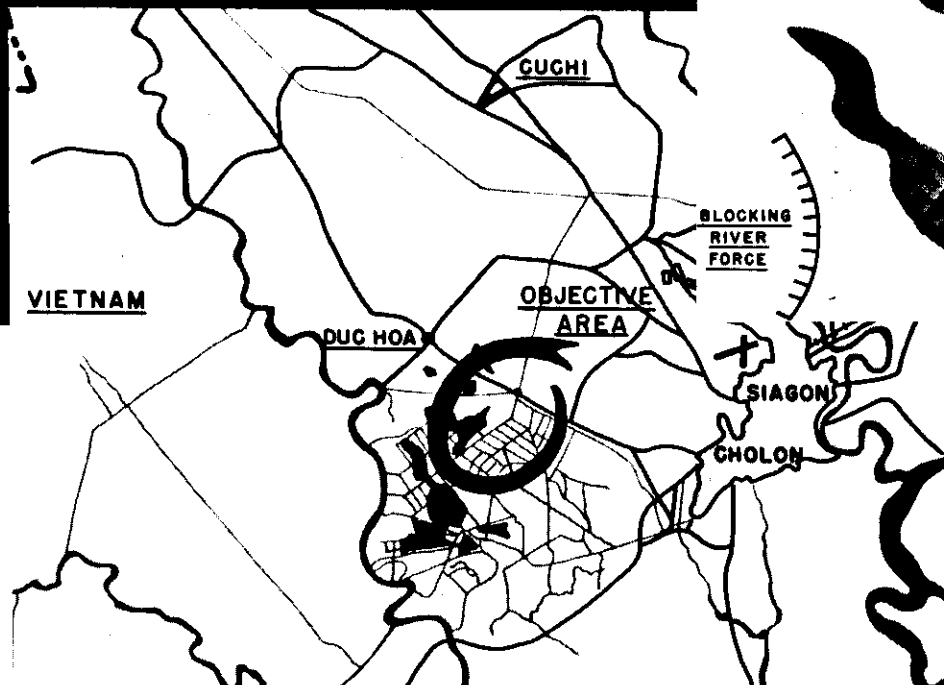 CUCHI
BLOCKING
RIVER
FORCE
VIETNAM
OBJECTIVE
AREA
DUC HOA
SIAGON
CHOLON